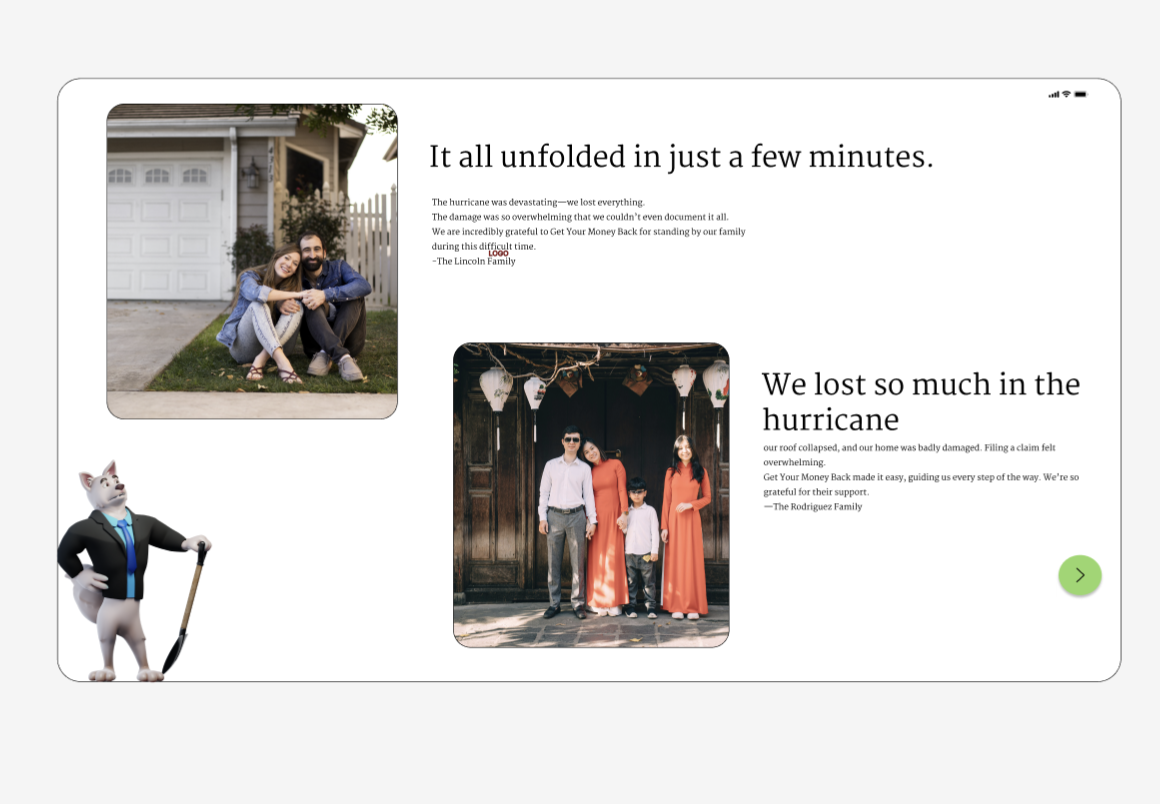 It all unfolded in just a few minutes.
The hurricane was devastating—we lost everything.
The damage was so overwhelming that we couldn't even document it all.
We are incredibly grateful to Get Your Money Back for standing by our family
during this difficult time.
LOGO
-The Lincoln Family
4313
We lost so much in the
hurricane
our roof collapsed, and our home was badly damaged. Filing a claim felt
overwhelming.
Get Your Money Back made it easy, guiding us every step of the way. We're so
grateful for their support.
—The Rodriguez Family